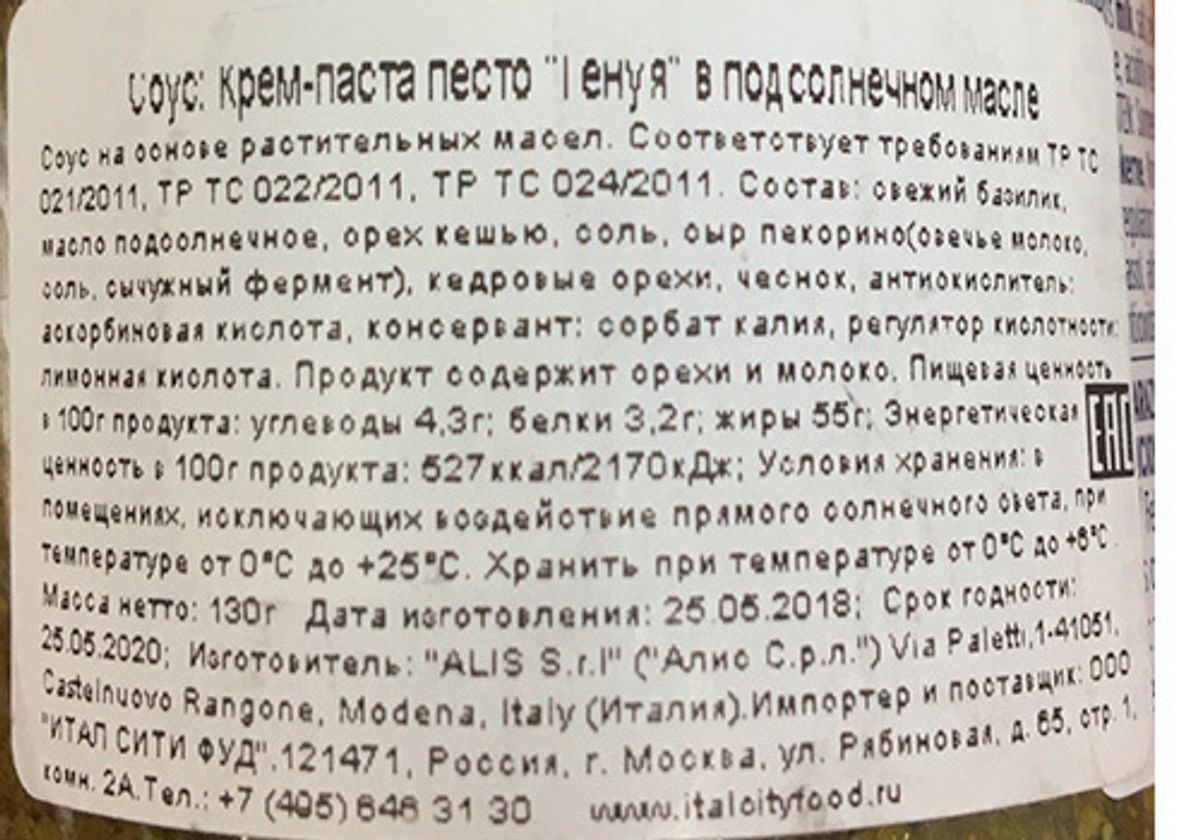 Соус: Крем-паста песто "Генуя" в подсолнечном масле
Соус на основе растительных масел. Соответствует требованиям ТР ТС
021/2011, ТР ТС 022/2011, ТР ТС 024/2011. Состав: свежий базилик,
масло подсолнечное, орех кешью, соль, сыр пекорино(овечье молоко,
соль, сычужный фермент), кедровые орехи, чеснок, антиокислитель:
аскорбиновая кислота, консервант: сорбат калия, регулятор кислотности:
лимонная кислота. Продукт содержит орехи и молоко. Пищевая ценность
в 100г продукта: углеводы 4,3г; белки 3,2г; жиры 55г; Энергетическая
ценность в 100г продукта: 527ккал/2170кДж; Условия хранения: в
помещениях, исключающих воздействие прямого солнечного света, при
температуре от 0°С до +25°С. Хранить при температуре от 0°С до +6°С.
Масса нетто: 130г Дата изготовления: 25.05.2018; Срок годности:
25.05.2020; Изготовитель: "ALIS S.r.l" ("Алис С.р.л.") Via Paletti,1-41051,
Castelnuovo Rangone, Modena, Italy (Италия).Импортер и поставщик: ООО
"ИТАЛ СИТИ ФУД".121471, Россия, г. Москва, ул. Рябиновая, д. 65, стр. 1,
комн. 2А.Тел.: +7 (405) 646 31 30 www.italcityfood.ru
ЕАС